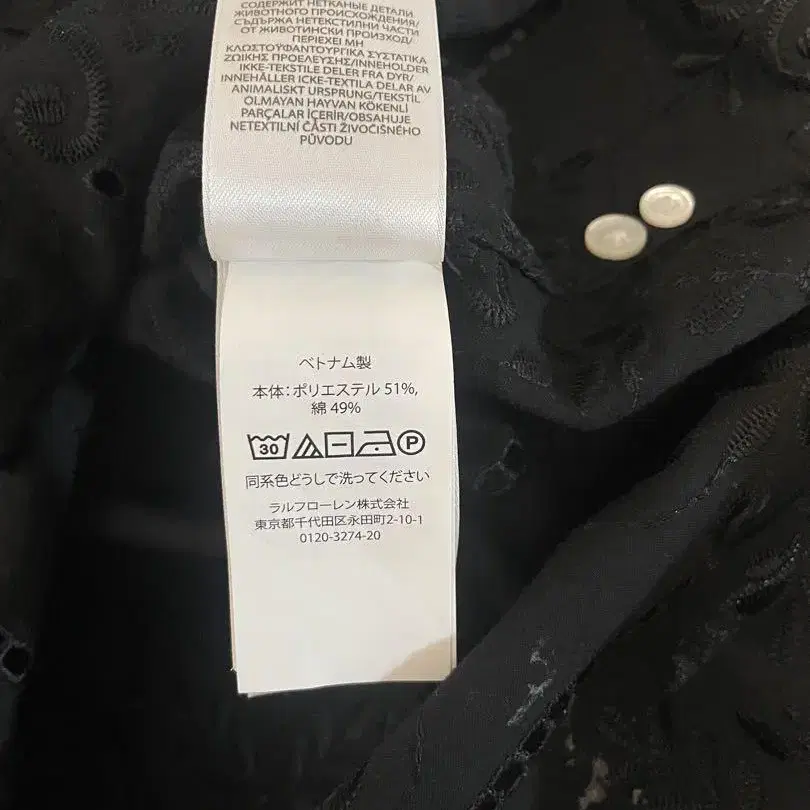 СОДЕРЖИТ НЕТКАНЫЕ ДЕТАЛИ
ЖИВОТНОГО ПРОИСХОЖДЕНИЯ/
СЪДЪРЖА НЕТЕКСТИЛНИ ЧАСТИ
ОТ ЖИВОТИНСКИ ПРОИЗХОД/
ΠΕΡΙΕΧΕΙ ΜΗ
ΚΛΩΣΤΟΫΦΑΝΤΟΥΡΓΙΚΑ ΣΥΣΤΑΤΙΚΑ
ΖΩΙΚΗΣ ΠΡΟΕΛΕΥΣΗΣ/INNEHOLDER
IKKE-TEKSTILE DELER FRA DYR/
INNEHÅLLER ICKE-TEXTILA DELAR AV
ANIMALISKT URSPRUNG/TEKSTİL
OLMAYAN HAYVAN KÖKENLİ
PARÇALAR İÇERİR/OBSAHUJE
NETEXTILNÍ ČÁSTI ŽIVOČIŠNÉHO
PŮVODU
ベトナム製
本体：ポリエステル 51%,
綿 49%
30 P
同系色どうしで洗ってください
ラルフローレン株式会社
東京都千代田区永田町2-10-1
0120-3274-20